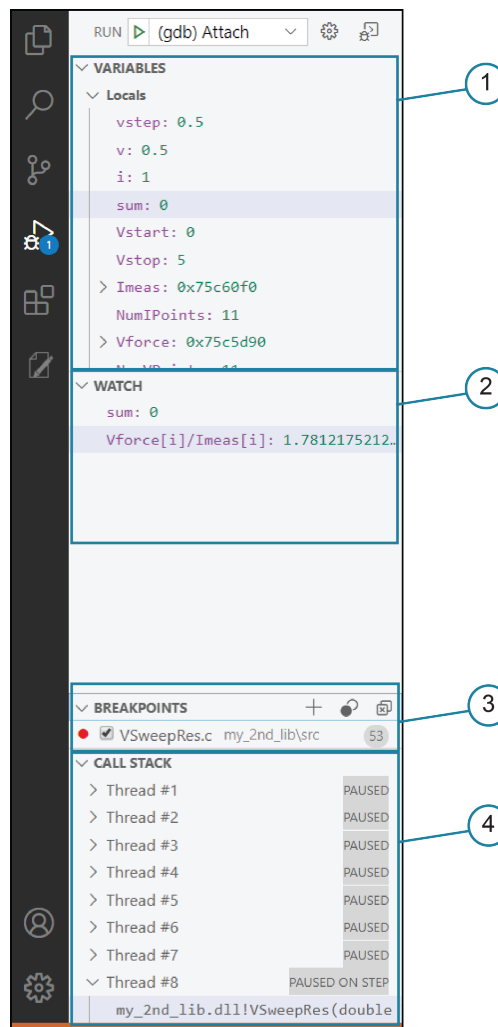 RUN (gdb) Attach
VARIABLES
1
Locals
vstep: 0.5
v: 0.5
i: 1
sum: 0
1
Vstart: 0
Vstop: 5
Imeas: 0x75c60f0
NumIPoints: 11
Vforce: 0x75c5d90
WATCH
2
sum: 0
Vforce[i]/Imeas[i]: 1.7812175212…
BREAKPOINTS
3
VSweepRes.c my_2nd_lib\src 53
CALL STACK
Thread #1 PAUSED
Thread #2 PAUSED
4
Thread #3 PAUSED
Thread #4 PAUSED
Thread #5 PAUSED
Thread #6 PAUSED
Thread #7 PAUSED
Thread #8 PAUSED ON STEP
my_2nd_lib.dll!VSweepRes(double